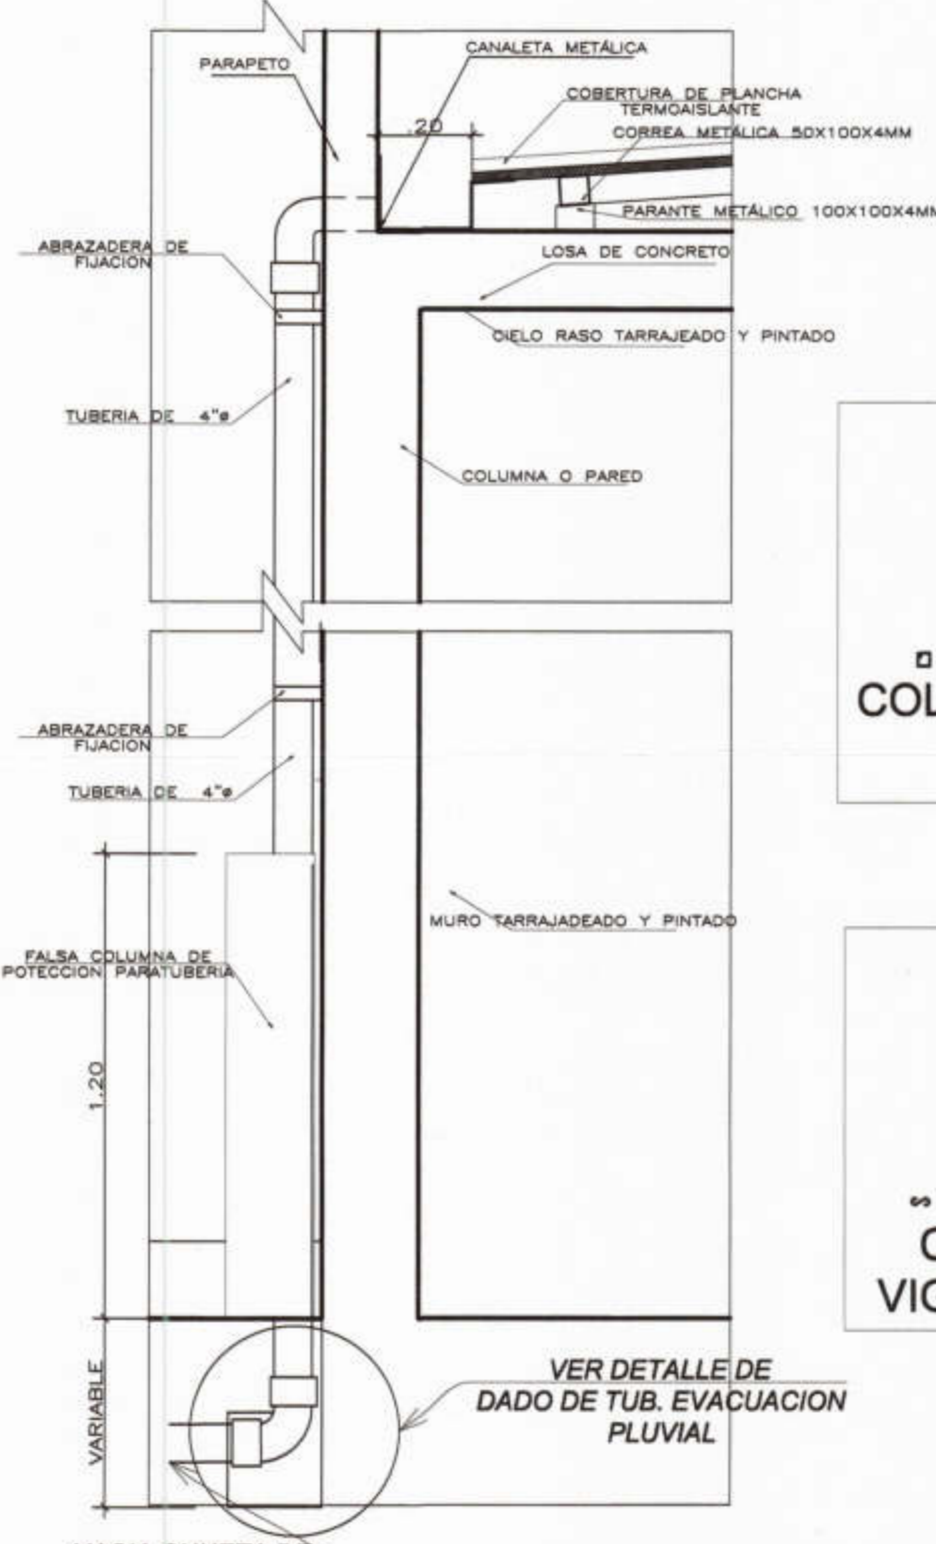 CANALETA METÁLICA
PARAPETO
COBERTURA DE PLANCHA
TERMOAISLANTE
.20
CORREA METÁLICA 50X100X4MM
PARANTE METÁLICO 100X100X4MM
ABRAZADERA DE
FIJACION
LOSA DE CONCRETO
CIELO RASO TARRAJEADO Y PINTADO
TUBERIA DE 4"ø
COLUMNA O PARED
COL
ABRAZADERA DE
FIJACION
TUBERIA DE 4"ø
MURO TARRAJADEADO Y PINTADO
FALSA COLUMNA DE
POTECCION PARATUBERIA
1.20
VIG
VARIABLE
VER DETALLE DE
DADO DE TUB. EVACUACION
PLUVIAL